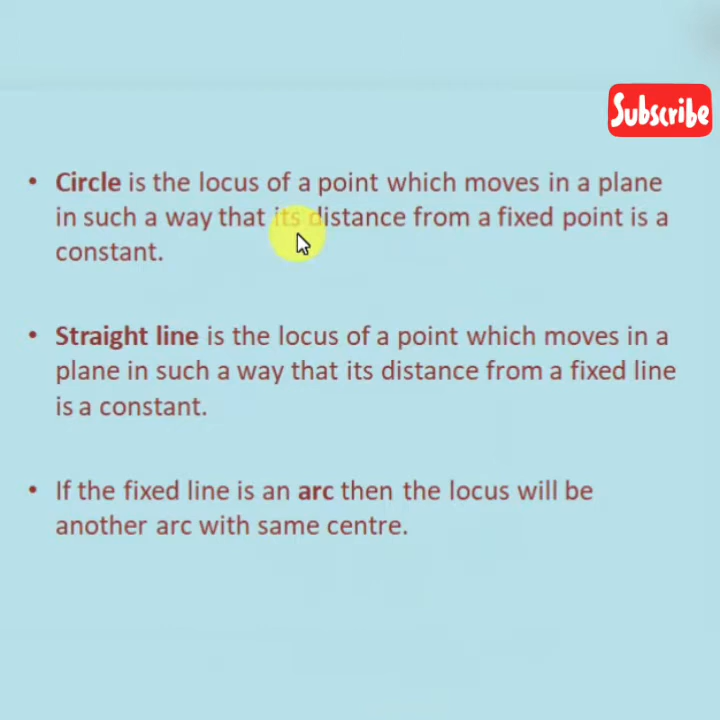 Subscribe
• Circle is the locus of a point which moves in a plane
in such a way that its distance from a fixed point is a
constant.
• Straight line is the locus of a point which moves in a
plane in such a way that its distance from a fixed line
is a constant.
• If the fixed line is an arc then the locus will be
another arc with same centre.